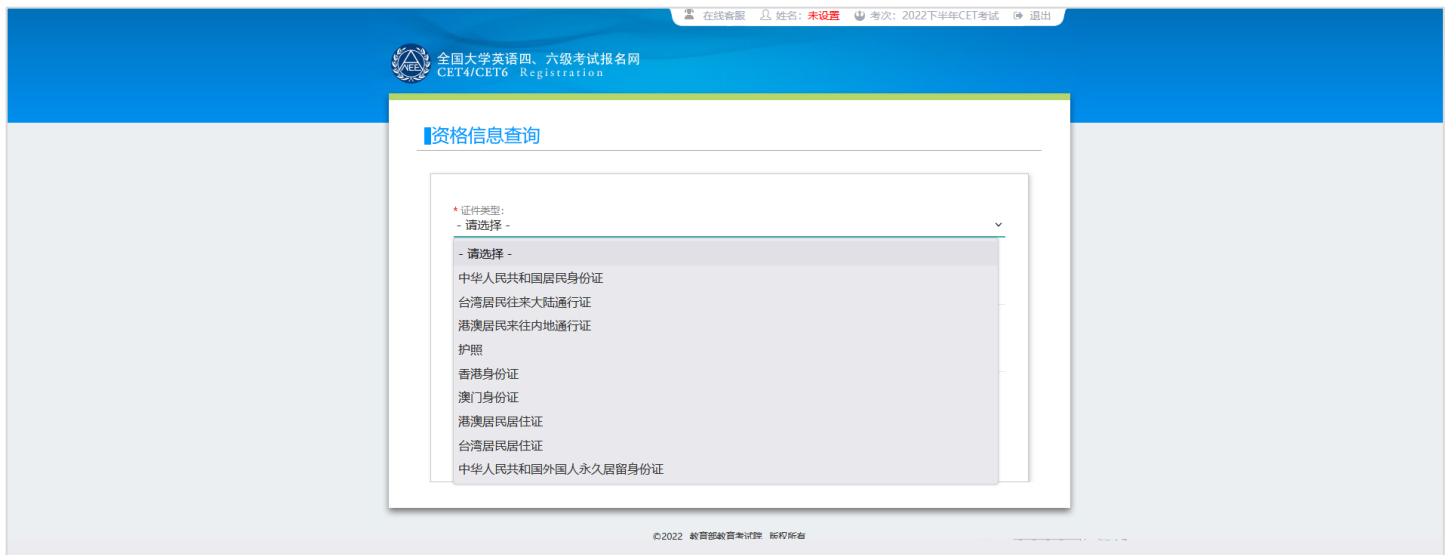 在线客服 姓名：未设置 考次：2022下半年CET考试 退出
NEEA
全国大学英语四、六级考试报名网
CET4/CET6 Registration
资格信息查询
* 证件类型：
- 请选择 -
- 请选择 -
中华人民共和国居民身份证
台湾居民往来大陆通行证
港澳居民来往内地通行证
护照
香港身份证
澳门身份证
港澳居民居住证
台湾居民居住证
中华人民共和国外国人永久居留身份证
©2022 教育部教育考试院 版权所有